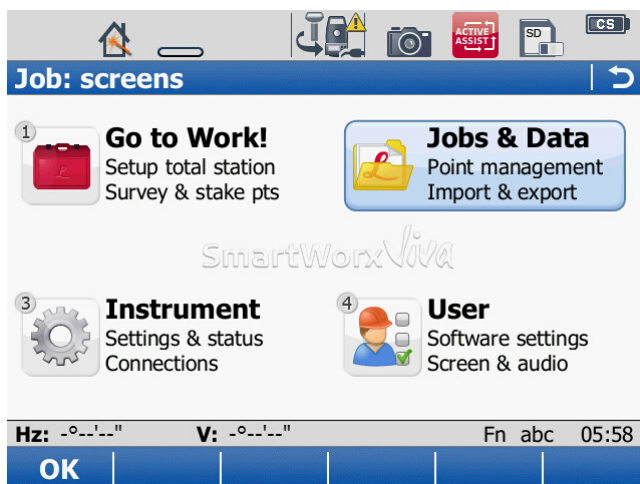 ACTIVE
ASSIST
SD
CS
Job: screens
1
Go to Work!
Setup total station
Survey & stake pts
Jobs & Data
Point management
Import & export
SmartWorx Viva
3
Instrument
Settings & status
Connections
4
User
Software settings
Screen & audio
Hz: -°--'--" V: -°--'--" Fn abc 05:58
OK